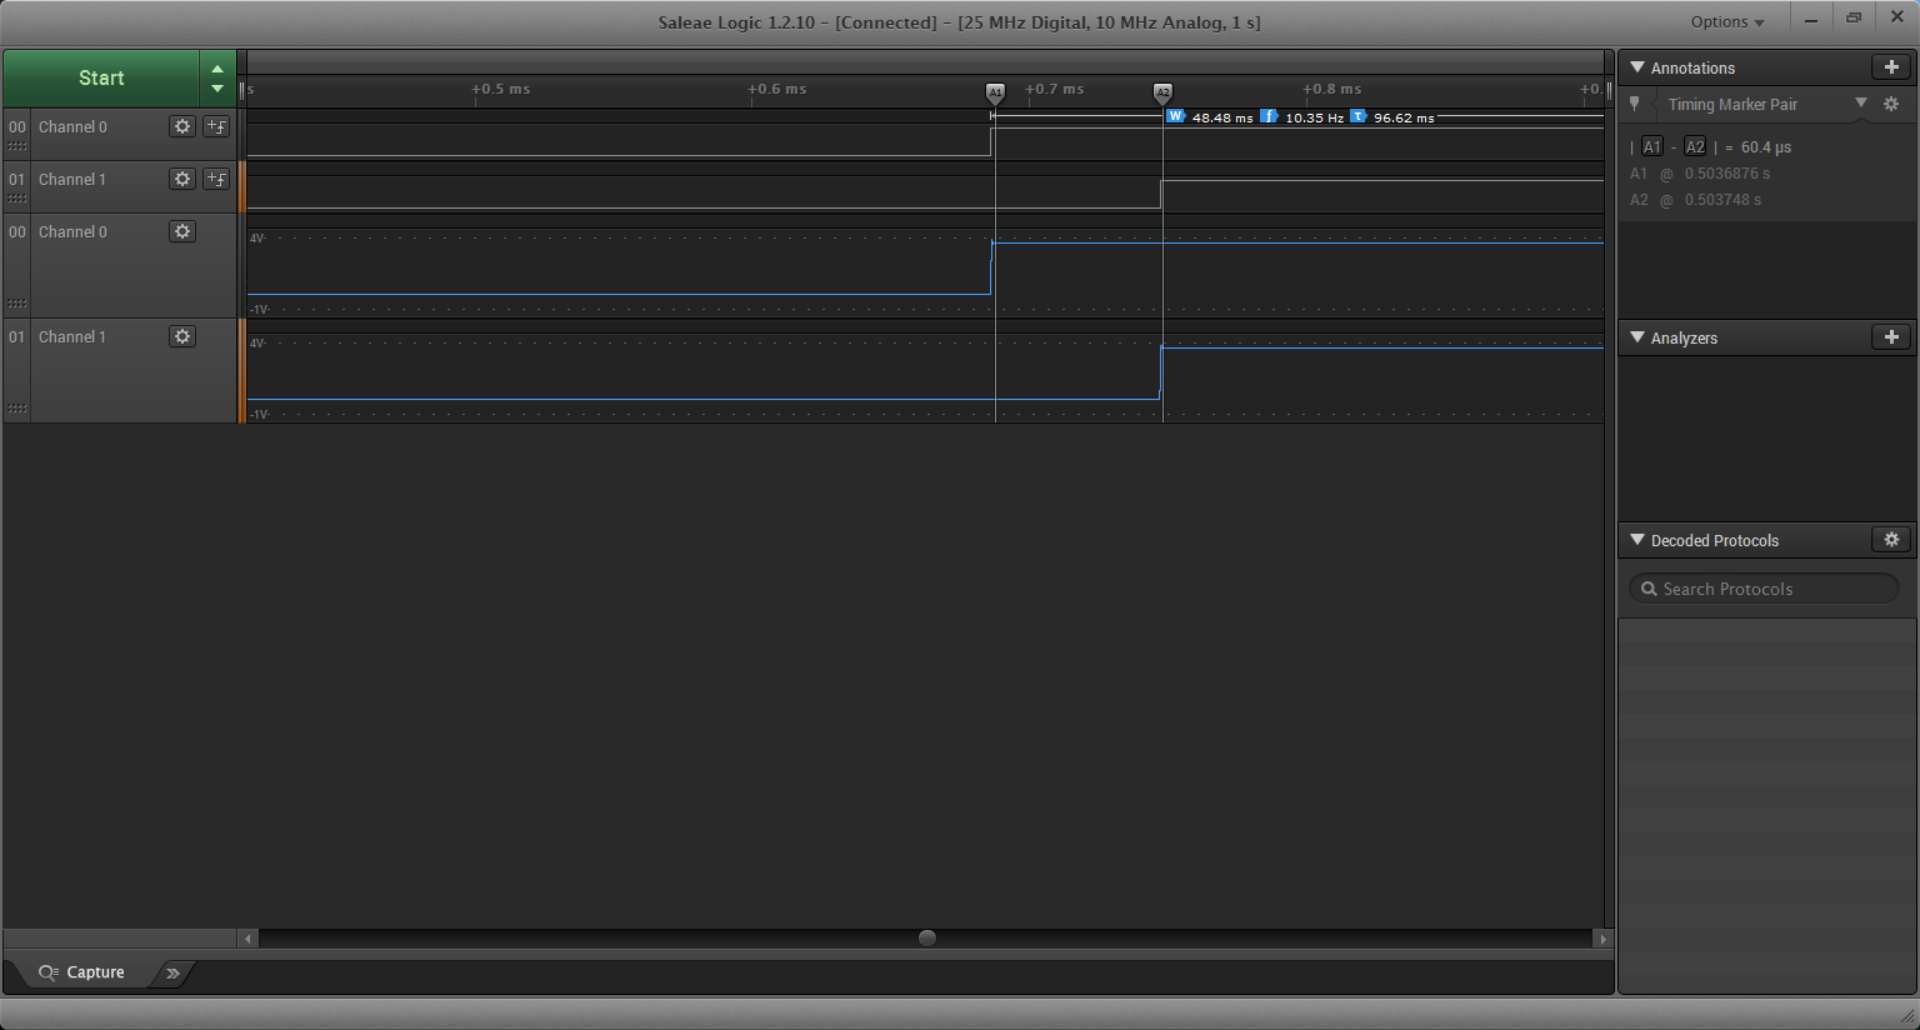 Saleae Logic 1.2.10 - [Connected] - [25 MHz Digital, 10 MHz Analog, 1 s]
Options
Start
s +0.5 ms +0.6 ms A1 +0.7 ms A2 +0.8 ms +0.
00 Channel 0
W 48.48 ms f 10.35 Hz T 96.62 ms
01 Channel 1
00 Channel 0
4V
-1V
01 Channel 1
4V
-1V
Annotations
Timing Marker Pair
| A1 - A2 | = 60.4 µs
A1 @ 0.5036876 s
A2 @ 0.503748 s
Analyzers
Decoded Protocols
Search Protocols
Capture